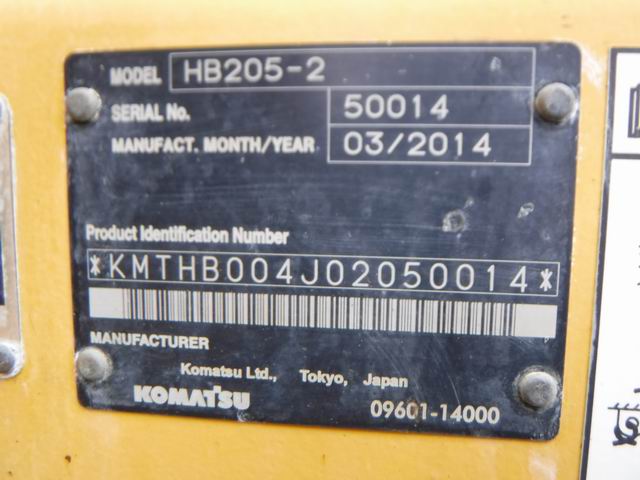 MODEL HB205-2
SERIAL No. 50014
MANUFACT. MONTH/YEAR 03/2014
Product Identification Number
*KMTHB004J02050014*
MANUFACTURER
Komatsu Ltd., Tokyo, Japan
KOMATSU 09601-14000